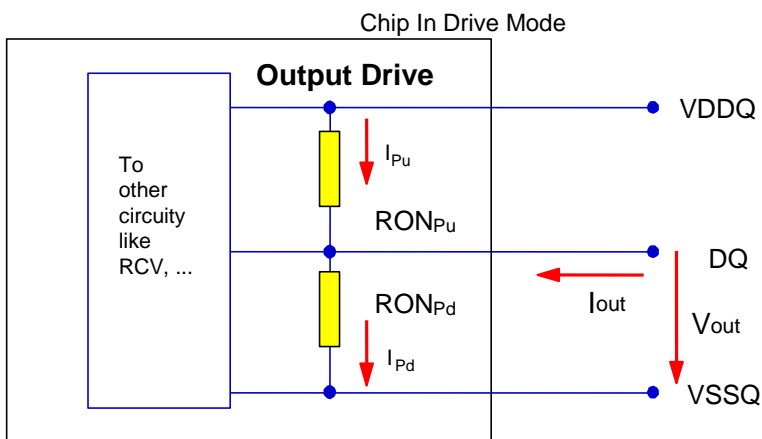 Chip In Drive Mode
Output Drive
VDDQ
To
other
circuity
like
RCV, ...
IPu
RONPu
DQ
Iout
RONPd
Vout
IPd
VSSQ